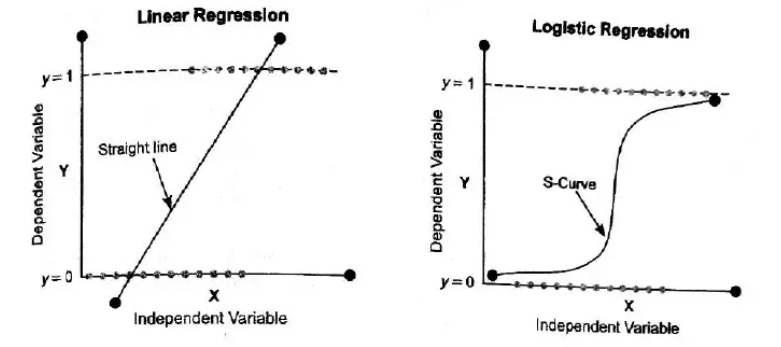 Linear Regression
y=1
Straight line
Y
Dependent Variable
y=0
X
Independent Variable
Logistic Regression
y=1
Y
Dependent Variable
S-Curve
y=0
X
Independent Variable